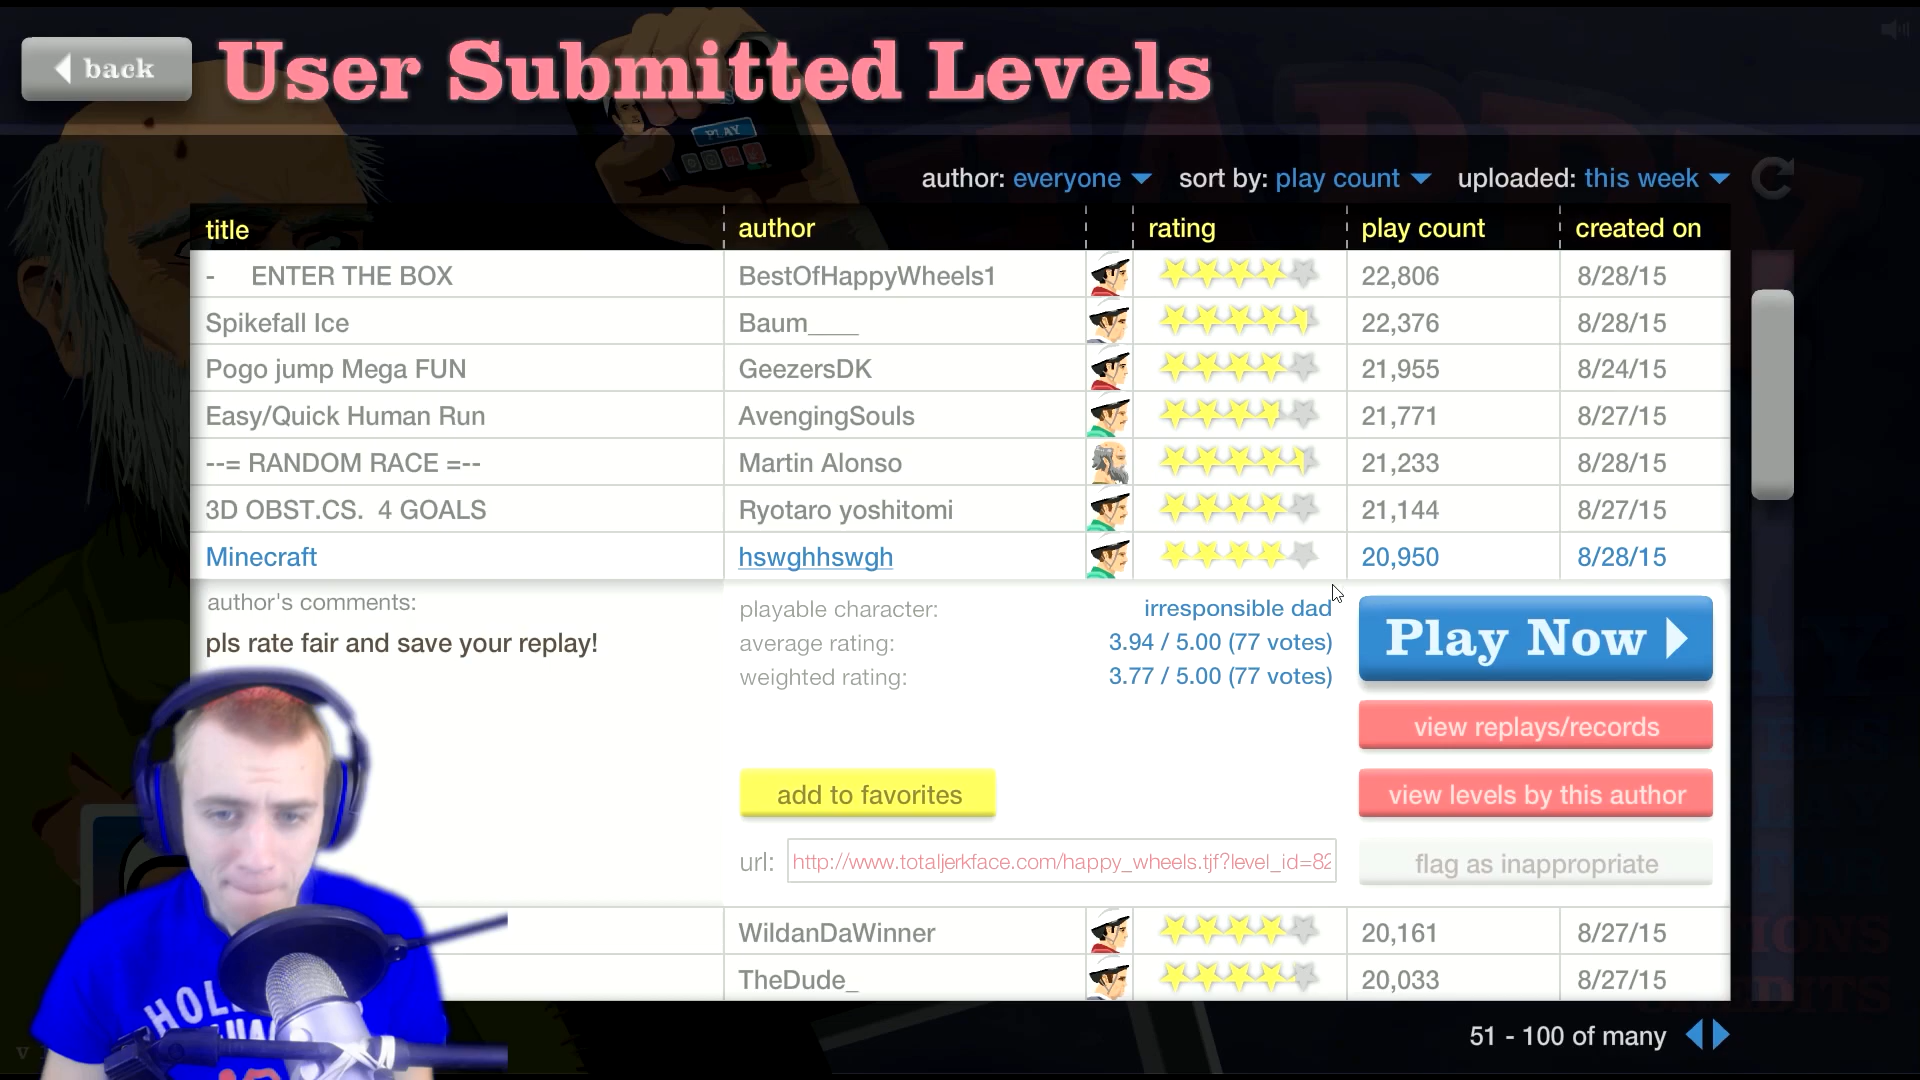 back
User Submitted Levels
PLAY
author: everyone sort by: play count uploaded: this week
title author rating play count created on
- ENTER THE BOX BestOfHappyWheels1 22,806 8/28/15
Spikefall Ice Baum____ 22,376 8/28/15
Pogo jump Mega FUN GeezersDK 21,955 8/24/15
Easy/Quick Human Run AvengingSouls 21,771 8/27/15
--= RANDOM RACE =-- Martin Alonso 21,233 8/28/15
3D OBST.CS. 4 GOALS Ryotaro yoshitomi 21,144 8/27/15
Minecraft hswghhswgh 20,950 8/28/15
author's comments:
pls rate fair and save your replay!
playable character: irresponsible dad
average rating: 3.94 / 5.00 (77 votes)
weighted rating: 3.77 / 5.00 (77 votes)
Play Now
view replays/records
add to favorites
view levels by this author
url: http://www.totaljerkface.com/happy_wheels.tjf?level_id=82
flag as inappropriate
WildanDaWinner 20,161 8/27/15
TheDude_ 20,033 8/27/15
51 - 100 of many